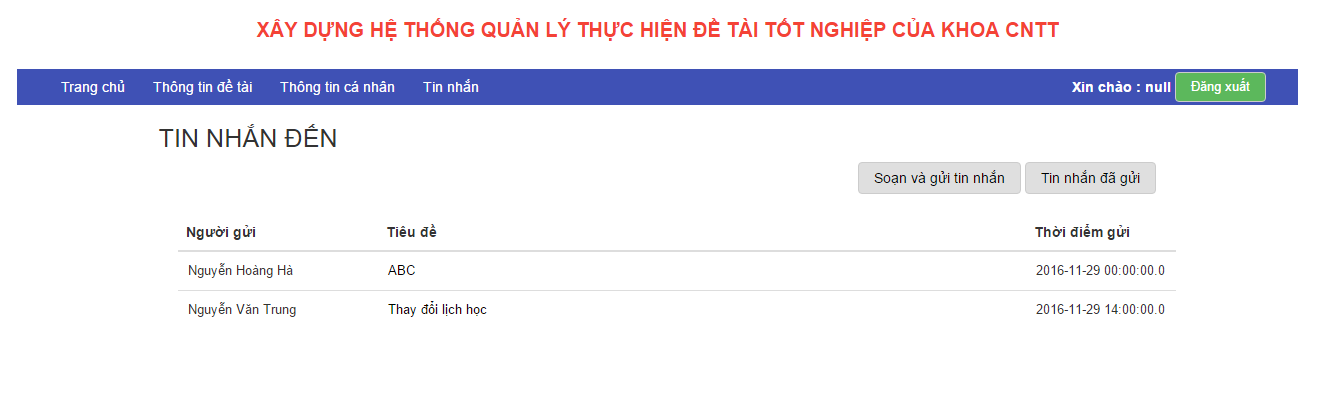 XÂY DỰNG HỆ THỐNG QUẢN LÝ THỰC HIỆN ĐỀ TÀI TỐT NGHIỆP CỦA KHOA CNTT
Trang chủ Thông tin đề tài Thông tin cá nhân Tin nhắn Xin chào : null Đăng xuất
TIN NHẮN ĐẾN
Soạn và gửi tin nhắn Tin nhắn đã gửi
Người gửi Tiêu đề Thời điểm gửi
Nguyễn Hoàng Hà ABC 2016-11-29 00:00:00.0
Nguyễn Văn Trung Thay đổi lịch học 2016-11-29 14:00:00.0